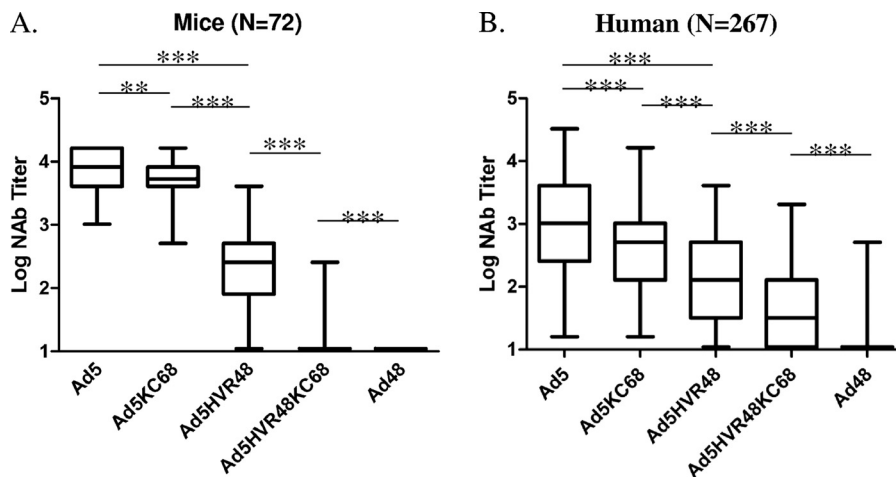 A.
Mice (N=72)
***
**
***
***
***
Log NAb Titer
5
4
3
2
1
Ad5
Ad5KC68
Ad5HVR48
Ad5HVR48KC68
Ad48
B.
Human (N=267)
***
***
***
***
***
Log NAb Titer
5
4
3
2
1
Ad5
Ad5KC68
Ad5HVR48
Ad5HVR48KC68
Ad48